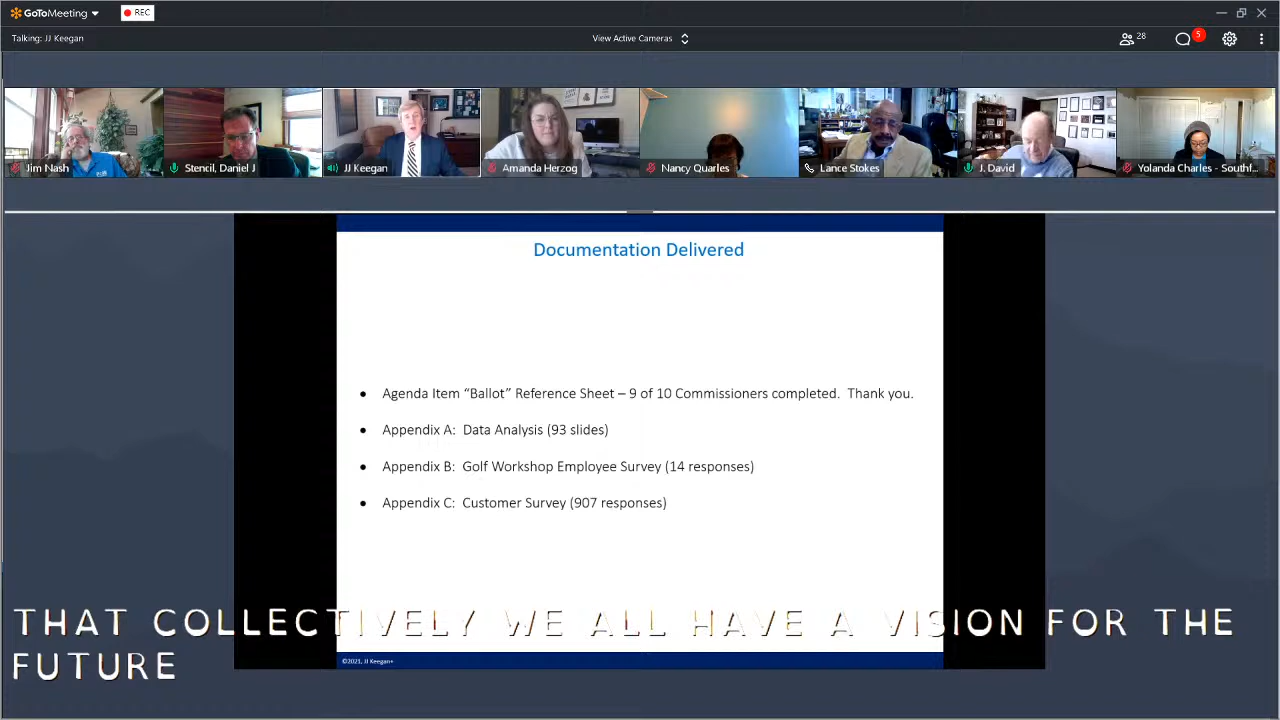 GoToMeeting
REC
Talking: JJ Keegan
View Active Cameras
28
5
Jim Nash
Stencil, Daniel J
JJ Keegan
Amanda Herzog
Nancy Quarles
Lance Stokes
J. David
Yolanda Charles - Southf...
Documentation Delivered
• Agenda Item “Ballot” Reference Sheet – 9 of 10 Commissioners completed. Thank you.
• Appendix A: Data Analysis (93 slides)
• Appendix B: Golf Workshop Employee Survey (14 responses)
• Appendix C: Customer Survey (907 responses)
THAT COLLECTIVELY WE ALL HAVE A VISION FOR THE
FUTURE
©2021, JJ Keegan+